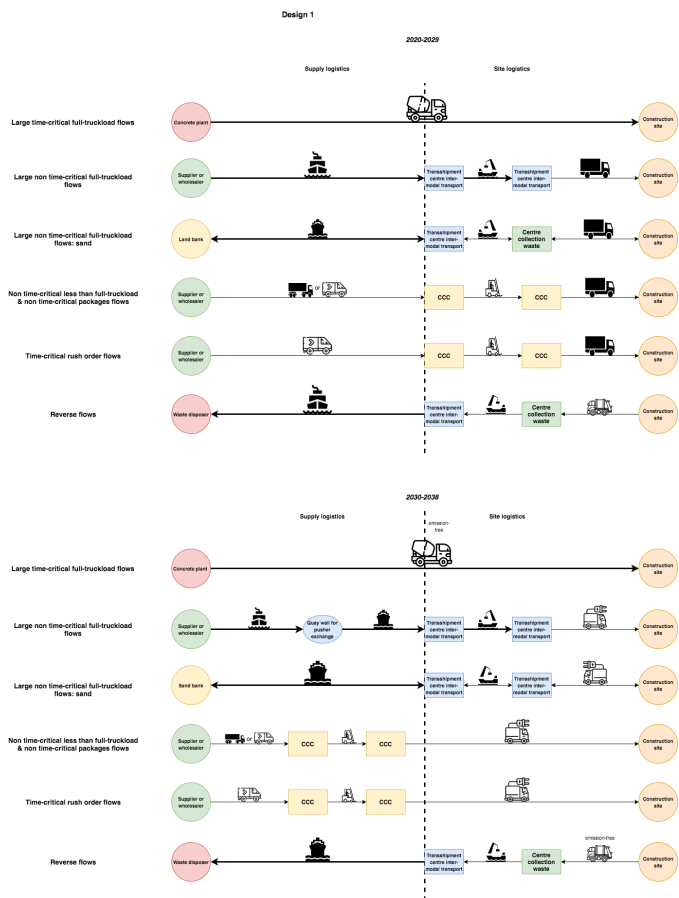 Design 1
2020-2029
Supply logistics
Site logistics
Large time-critical full-truckload flows
Concrete plant
Construction
site
Large non time-critical full-truckload
flows
Supplier or
wholesaler
Transshipment
centre inter-
modal transport
Transshipment
centre inter-
modal transport
Construction
site
Large non time-critical full-truckload
flows: sand
Land bank
Transshipment
centre inter-
modal transport
Centre
collection
waste
Construction
site
Non time-critical less than full-truckload
& non time-critical packages flows
Supplier or
wholesaler
or
CCC
CCC
Construction
site
Time-critical rush order flows
Supplier or
wholesaler
CCC
CCC
Construction
site
Reverse flows
Waste disposer
Transshipment
centre inter-
modal transport
Centre
collection
waste
Construction
site
2030-2038
Supply logistics
emission-
free
Site logistics
Large time-critical full-truckload flows
Concrete plant
Construction
site
Large non time-critical full-truckload
flows
Supplier or
wholesaler
Quay wall for
pusher
exchange
Transshipment
centre inter-
modal transport
Transshipment
centre inter-
modal transport
Construction
site
Large non time-critical full-truckload
flows: sand
Sand bank
Transshipment
centre inter-
modal transport
Transshipment
centre inter-
modal transport
Construction
site
Non time-critical less than full-truckload
& non time-critical packages flows
Supplier or
wholesaler
or
CCC
CCC
Construction
site
Time-critical rush order flows
Supplier or
wholesaler
CCC
CCC
Construction
site
Reverse flows
Waste disposer
Transshipment
centre inter-
modal transport
Centre
collection
waste
emission-free
Construction
site